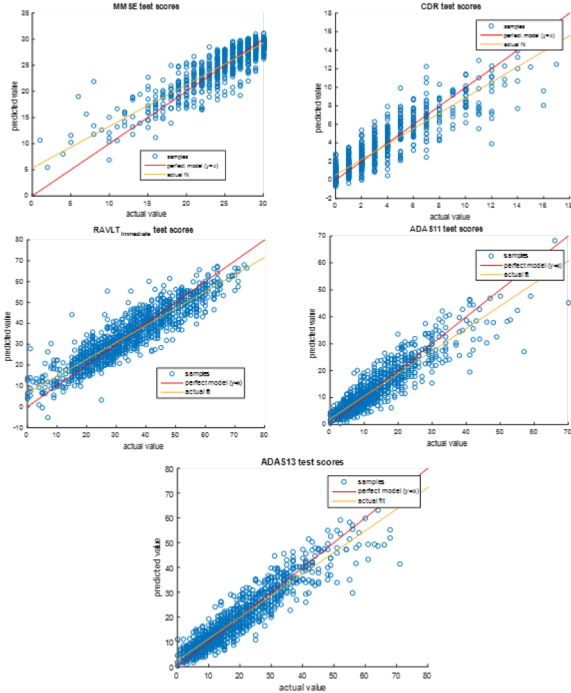 MMSE test scores
35
30
25
20
15
10
5
0
predicted value
samples
perfect model (y=x)
actual fit
0 5 10 15 20 25 30
actual value
CDR test scores
18
16
14
12
10
8
6
4
2
0
-2
predicted value
samples
perfect model (y=x)
actual fit
0 2 4 6 8 10 12 14 16 18
actual value
RAVLT immediate test scores
80
70
60
50
40
30
20
10
0
-10
predicted value
samples
perfect model (y=x)
actual fit
0 10 20 30 40 50 60 70 80
actual value
ADAS11 test scores
70
60
50
40
30
20
10
0
predicted value
samples
perfect model (y=x)
actual fit
0 10 20 30 40 50 60 70
actual value
ADAS13 test scores
80
70
60
50
40
30
20
10
0
predicted value
samples
perfect model (y=x)
actual fit
0 10 20 30 40 50 60 70 80
actual value